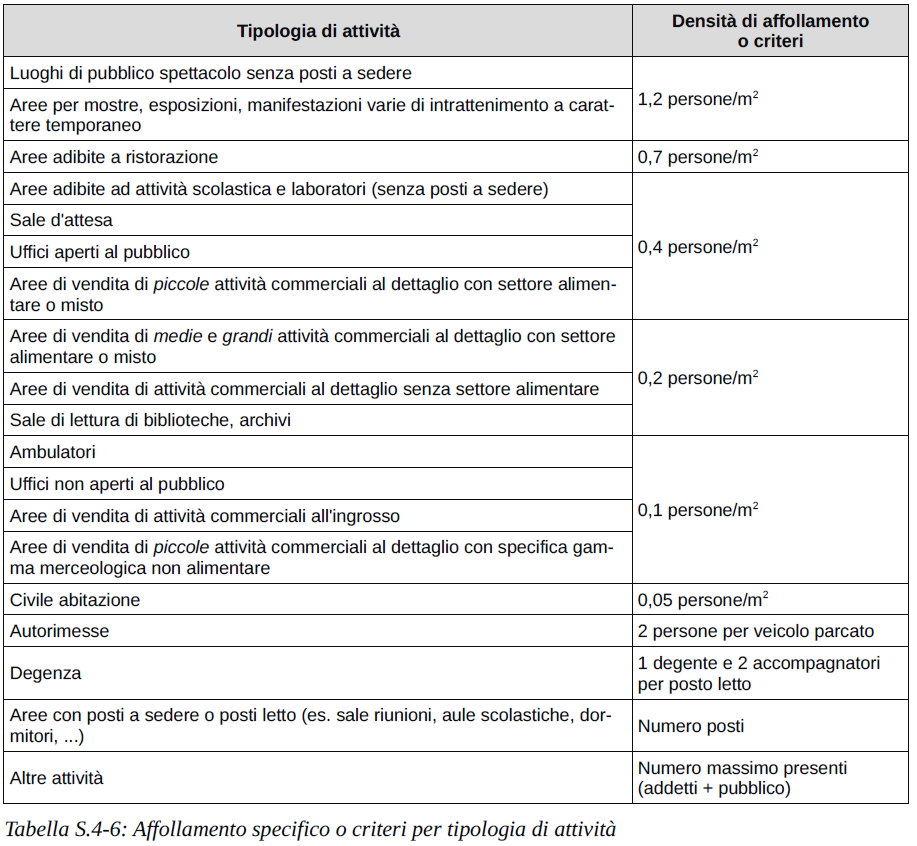 Tipologia di attività
Densità di affollamento
o criteri
Luoghi di pubblico spettacolo senza posti a sedere
Aree per mostre, esposizioni, manifestazioni varie di intrattenimento a carat-
tere temporaneo
1,2 persone/m²
Aree adibite a ristorazione
0,7 persone/m²
Aree adibite ad attività scolastica e laboratori (senza posti a sedere)
Sale d'attesa
Uffici aperti al pubblico
Aree di vendita di piccole attività commerciali al dettaglio con settore alimen-
tare o misto
0,4 persone/m²
Aree di vendita di medie e grandi attività commerciali al dettaglio con settore
alimentare o misto
Aree di vendita di attività commerciali al dettaglio senza settore alimentare
Sale di lettura di biblioteche, archivi
0,2 persone/m²
Ambulatori
Uffici non aperti al pubblico
Aree di vendita di attività commerciali all'ingrosso
Aree di vendita di piccole attività commerciali al dettaglio con specifica gam-
ma merceologica non alimentare
0,1 persone/m²
Civile abitazione
0,05 persone/m²
Autorimesse
2 persone per veicolo parcato
Degenza
1 degente e 2 accompagnatori
per posto letto
Aree con posti a sedere o posti letto (es. sale riunioni, aule scolastiche, dor-
mitori, ...)
Numero posti
Altre attività
Numero massimo presenti
(addetti + pubblico)
Tabella S.4-6: Affollamento specifico o criteri per tipologia di attività